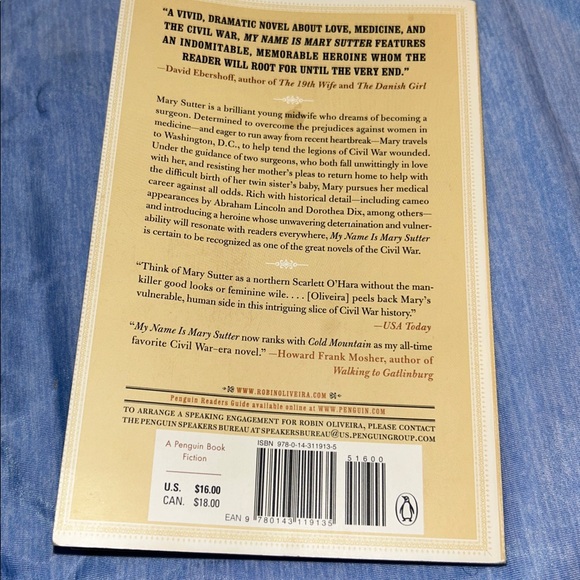 "A VIVID, DRAMATIC NOVEL ABOUT LOVE, MEDICINE, AND
THE CIVIL WAR, MY NAME IS MARY SUTTER FEATURES
AN INDOMITABLE, MEMORABLE HEROINE WHOM THE
READER WILL ROOT FOR UNTIL THE VERY END."
—David Ebershoff, author of The 19th Wife and The Danish Girl
Mary Sutter is a brilliant young midwife who dreams of becoming a
surgeon. Determined to overcome the prejudices against women in
medicine—and eager to run away from recent heartbreak—Mary travels
to Washington, D.C., to help tend the legions of Civil War wounded.
Under the guidance of two surgeons, who both fall unwittingly in love
with her, and resisting her mother's pleas to return home to help with
the difficult birth of her twin sister's baby, Mary pursues her medical
career against all odds. Rich with historical detail—including cameo
appearances by Abraham Lincoln and Dorothea Dix, among others—
and introducing a heroine whose unwavering determination and vulner-
ability will resonate with readers everywhere, My Name Is Mary Sutter
is certain to be recognized as one of the great novels of the Civil War.
"Think of Mary Sutter as a northern Scarlett O'Hara without the man-
killer good looks or feminine wile. . . . [Oliveira] peels back Mary's
vulnerable, human side in this intriguing slice of Civil War history."
—USA Today
"My Name Is Mary Sutter now ranks with Cold Mountain as my all-time
favorite Civil War–era novel." —Howard Frank Mosher, author of
Walking to Gatlinburg
WWW.ROBINOLIVEIRA.COM
Penguin Readers Guide available online at WWW.PENGUIN.COM
TO ARRANGE A SPEAKING ENGAGEMENT FOR ROBIN OLIVEIRA, PLEASE CONTACT
THE PENGUIN SPEAKERS BUREAU AT SPEAKERSBUREAU@US.PENGUINGROUP.COM
A Penguin Book
Fiction
U.S. $16.00
CAN. $18.00
ISBN 978-0-14-311913-5
51600
EAN 9 780143 119135